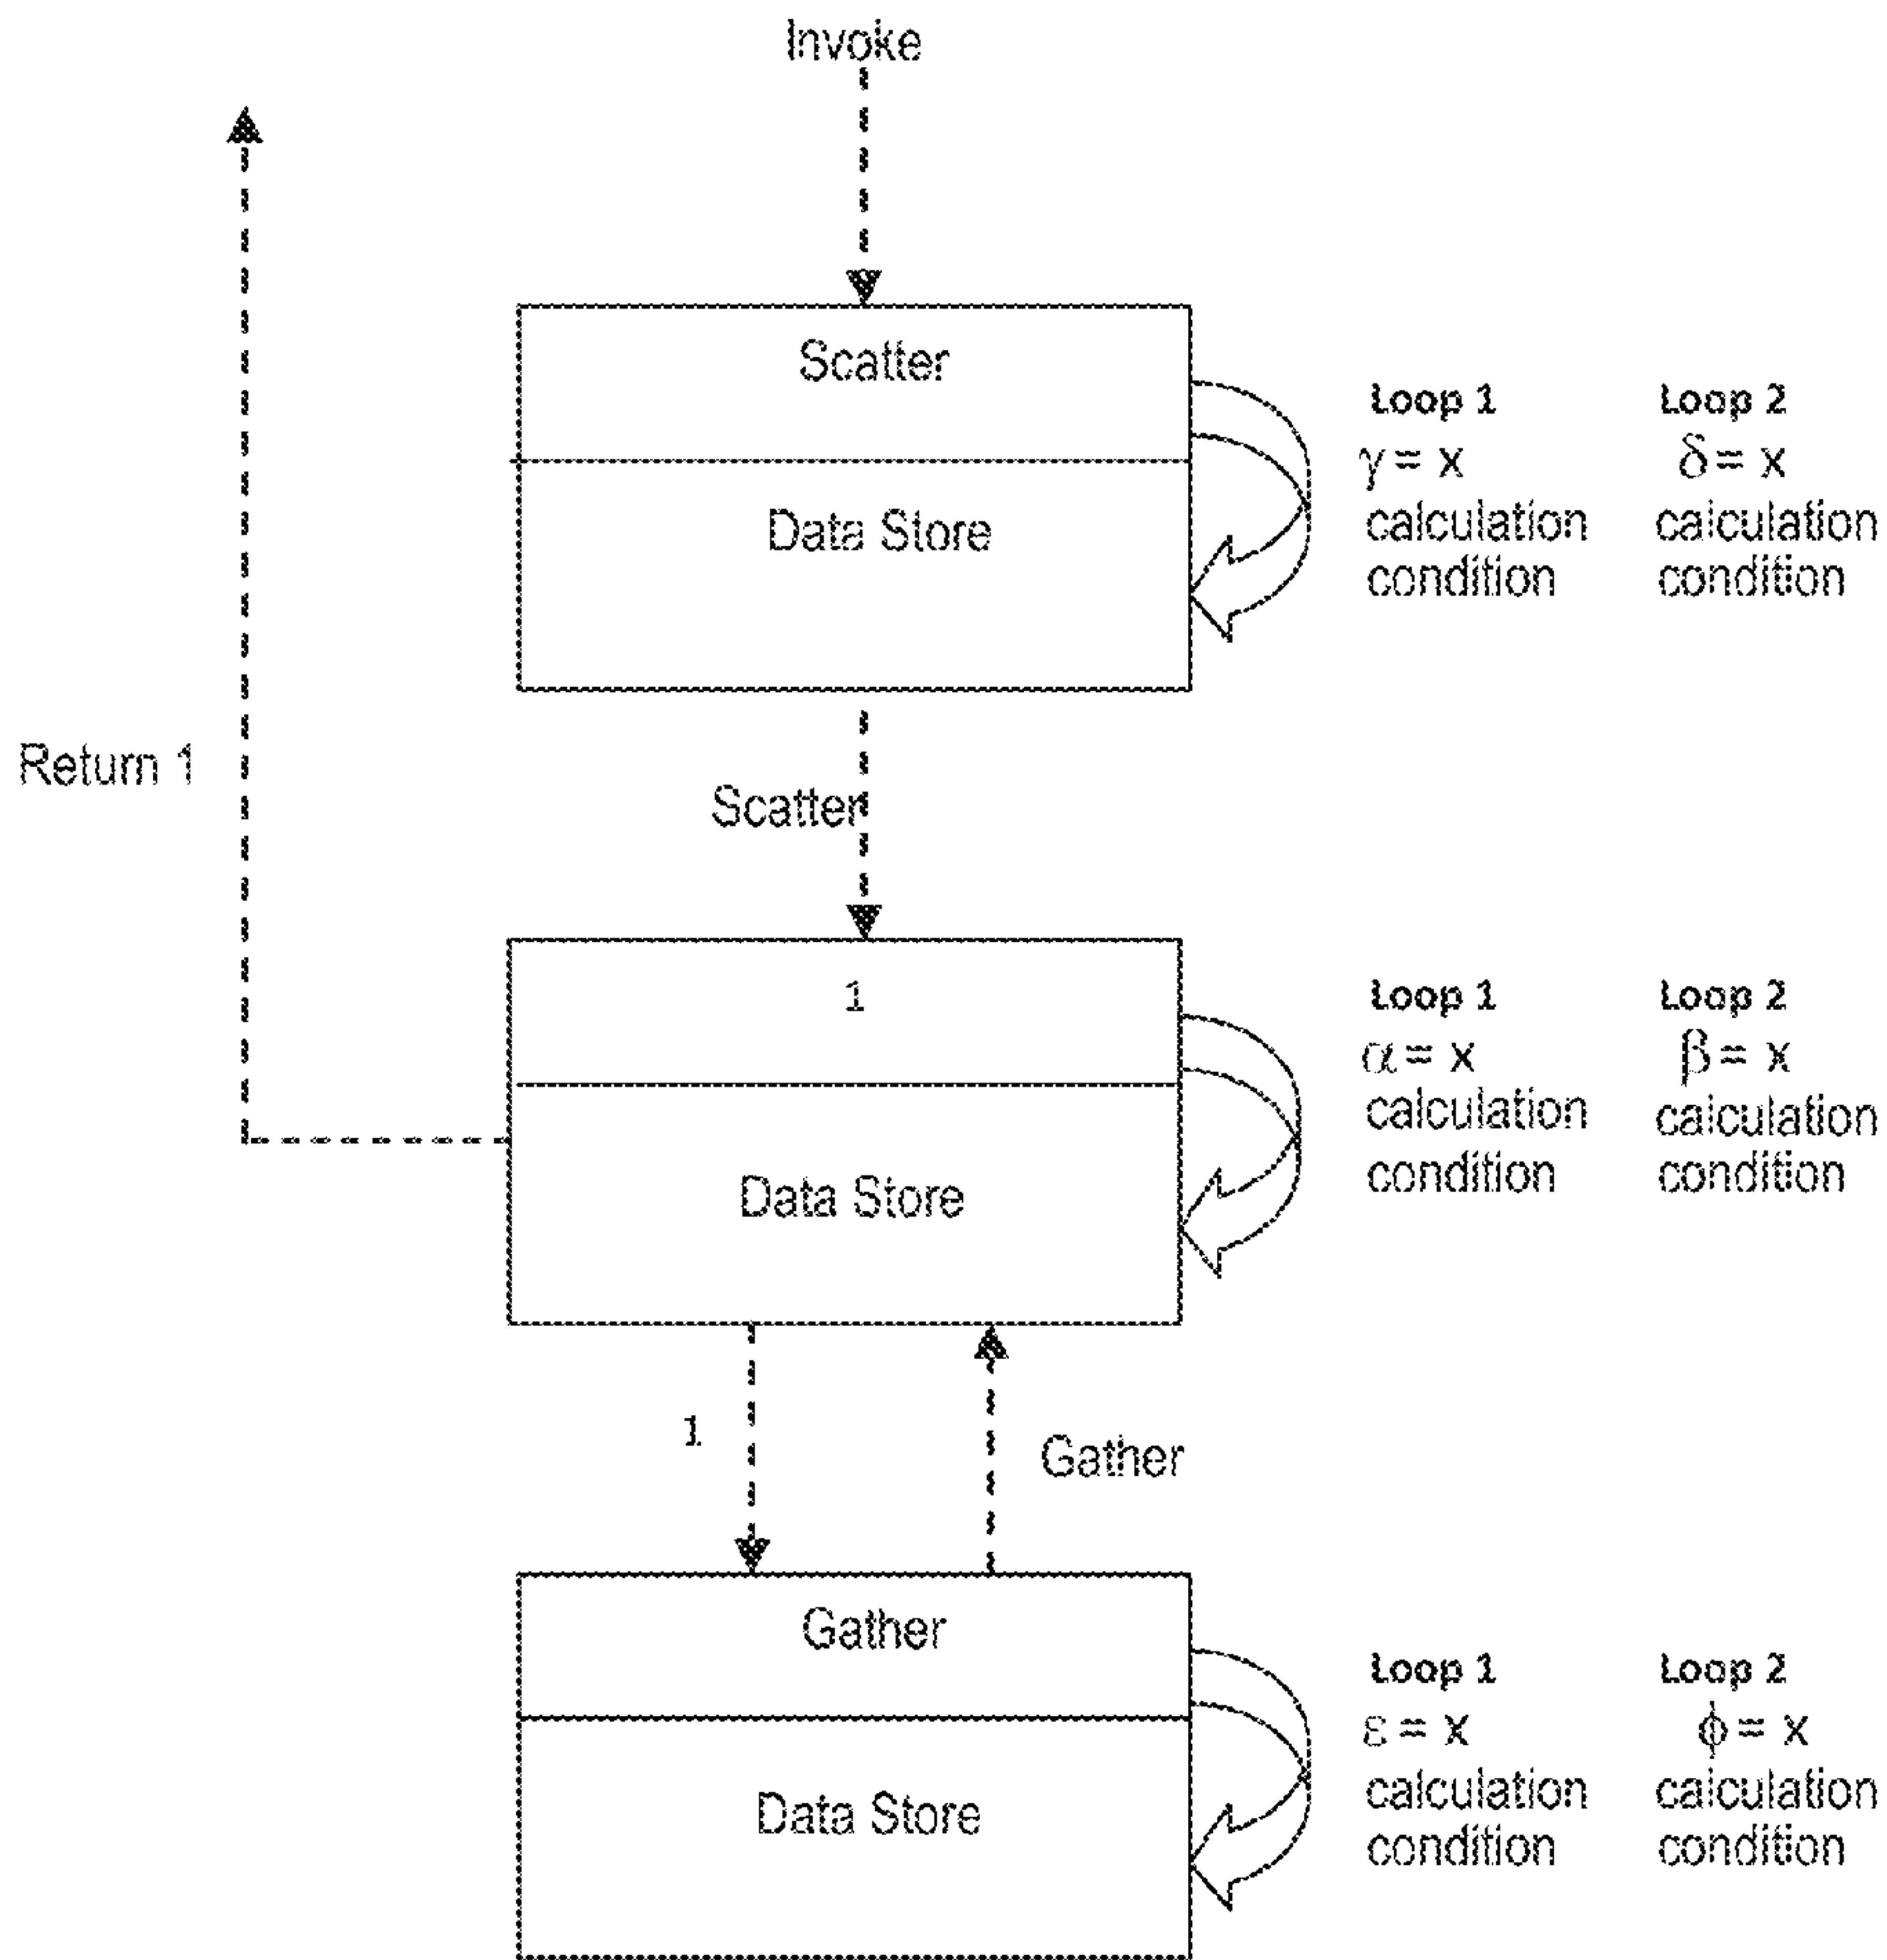 Invoke
Scatter
Data Store
Loop 1
γ = x
calculation
condition
Loop 2
δ = x
calculation
condition
Return 1
Scatter
1
Data Store
Loop 1
α = x
calculation
condition
Loop 2
β = x
calculation
condition
1
Gather
Gather
Data Store
Loop 1
ε = x
calculation
condition
Loop 2
ϕ = x
calculation
condition